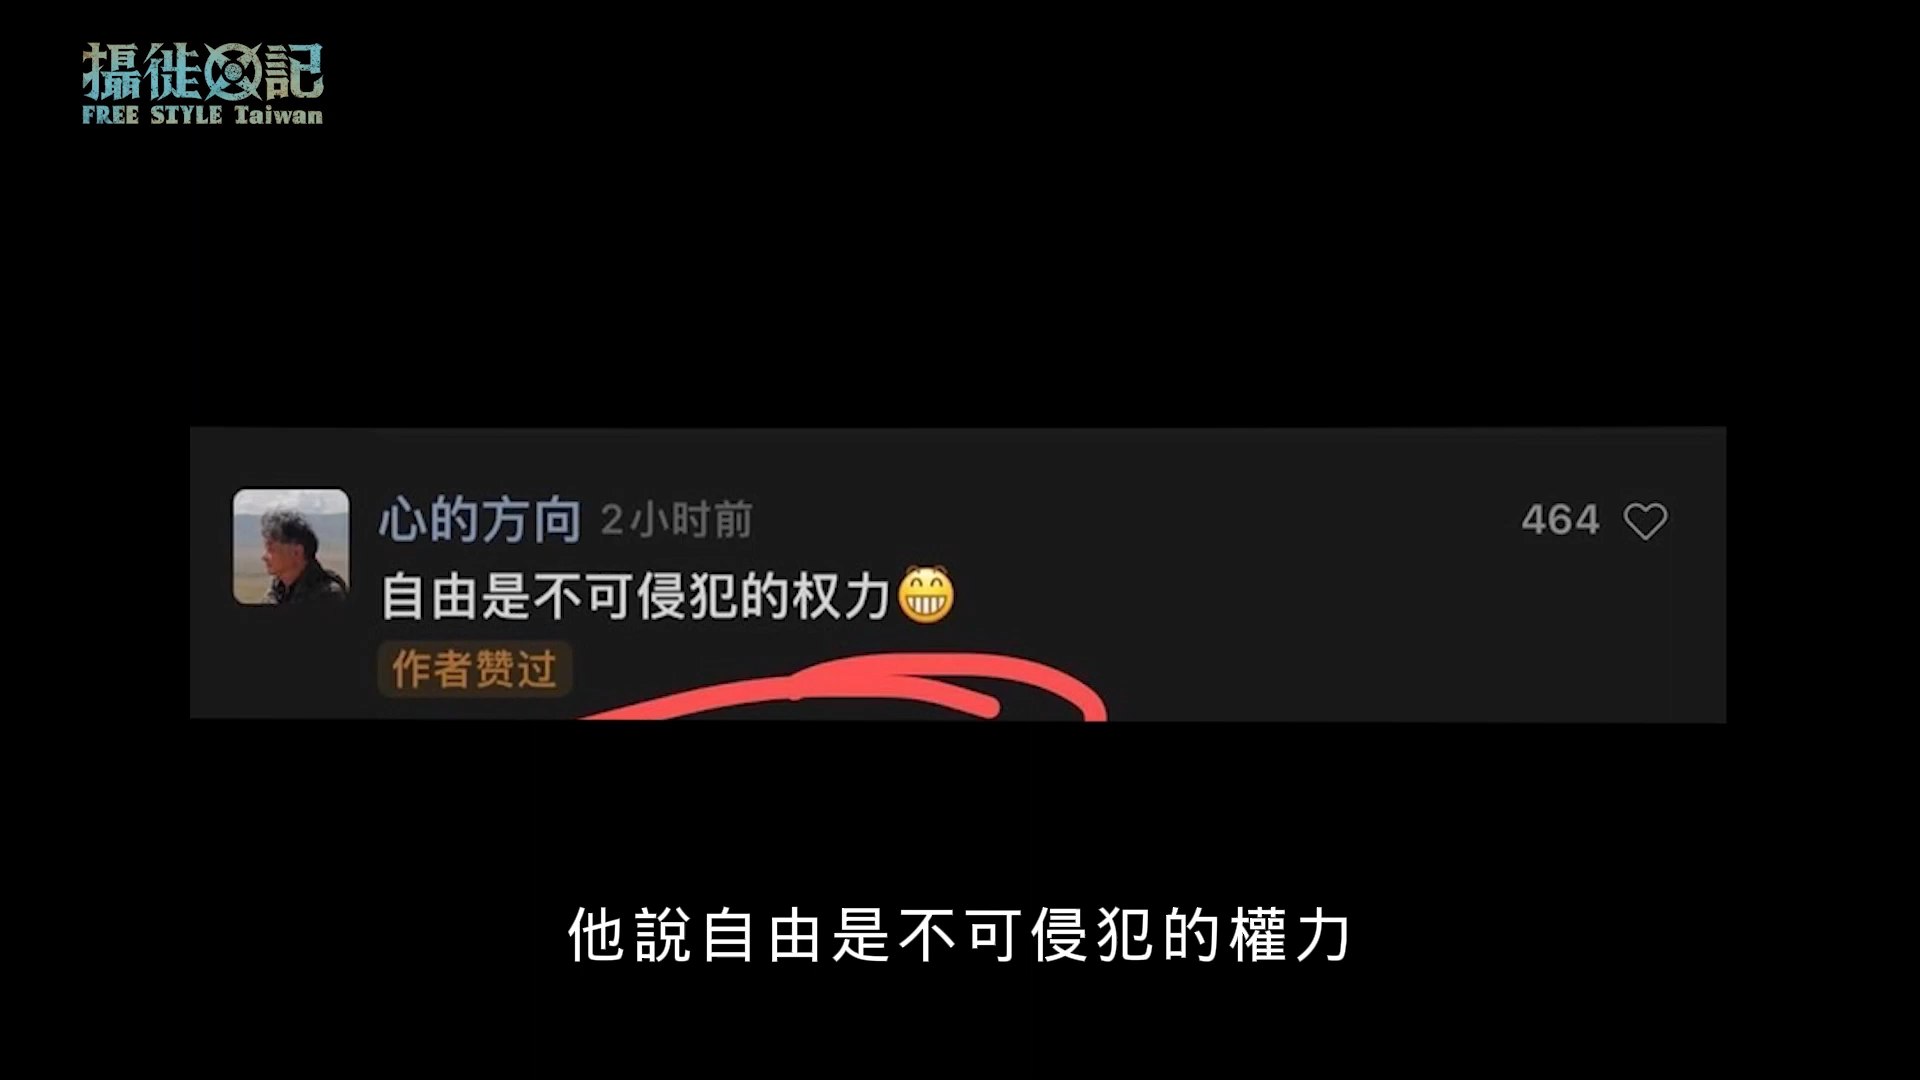 攝徒日記
FREE STYLE Taiwan
心的方向 2小时前 464
自由是不可侵犯的权力😁
作者赞过
他說自由是不可侵犯的權力